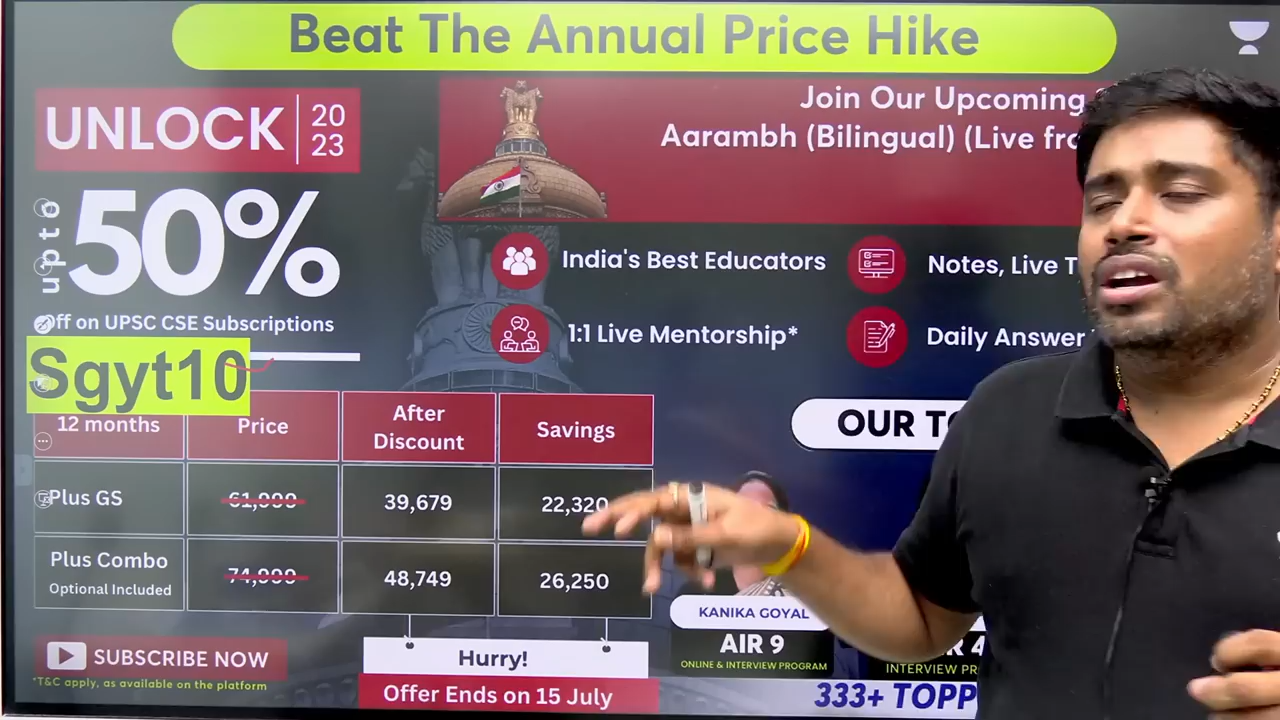 Beat The Annual Price Hike
UNLOCK 20
23
upto
50%
Off on UPSC CSE Subscriptions
Sgyt10
Join Our Upcoming
Aarambh (Bilingual) (Live
India's Best Educators
Notes, Live
1:1 Live Mentorship*
Daily Answer
12 months Price After Discount Savings
Plus GS 61,999 39,679 22,320
Plus Combo 74,999 48,749 26,250
Optional Included
OUR
KANIKA GOYAL
AIR 9
ONLINE & INTERVIEW PROGRAM
INTERVIEW
333+
SUBSCRIBE NOW
*T&C apply, as available on the platform
Hurry!
Offer Ends on 15 July